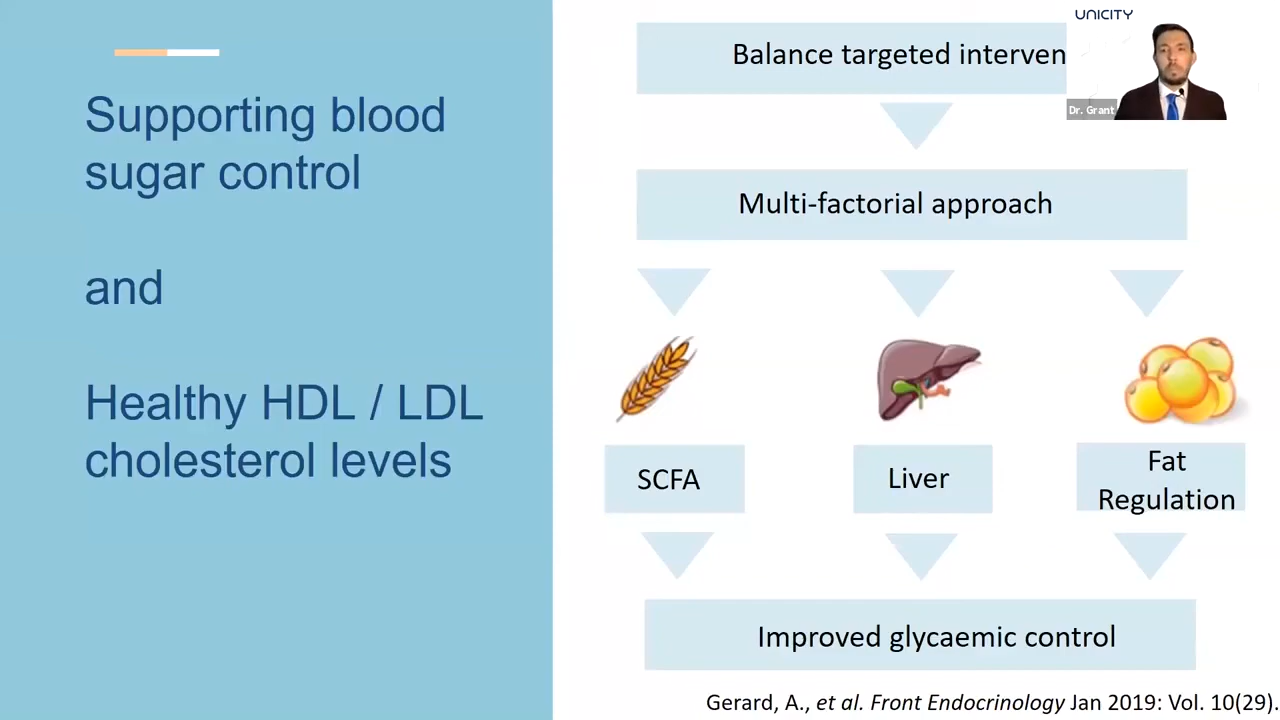 Supporting blood
sugar control
and
Healthy HDL / LDL
cholesterol levels
Balance targeted interven
UNICITY
Dr. Grant
Multi-factorial approach
SCFA
Liver
Fat
Regulation
Improved glycaemic control
Gerard, A., et al. Front Endocrinology Jan 2019: Vol. 10(29).